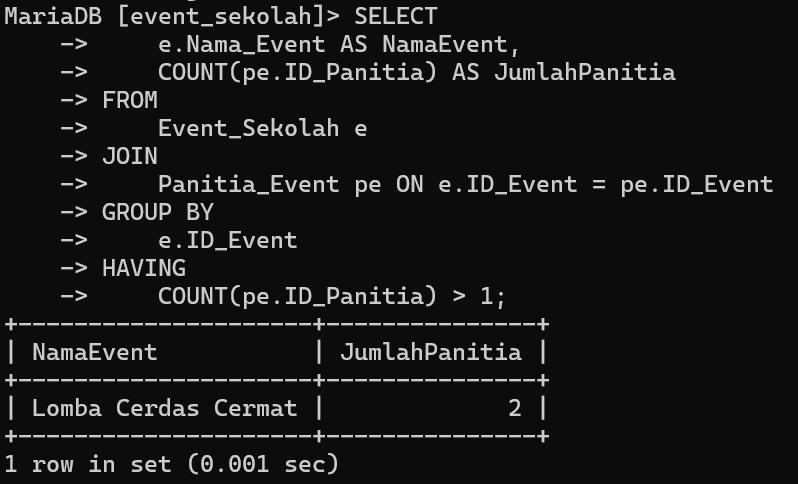 MariaDB [event_sekolah]> SELECT
    ->     e.Nama_Event AS NamaEvent,
    ->     COUNT(pe.ID_Panitia) AS JumlahPanitia
    -> FROM
    ->     Event_Sekolah e
    -> JOIN
    ->     Panitia_Event pe ON e.ID_Event = pe.ID_Event
    -> GROUP BY
    ->     e.ID_Event
    -> HAVING
    ->     COUNT(pe.ID_Panitia) > 1;
+---------------------+---------------+
| NamaEvent           | JumlahPanitia |
+---------------------+---------------+
| Lomba Cerdas Cermat |             2 |
+---------------------+---------------+
1 row in set (0.001 sec)